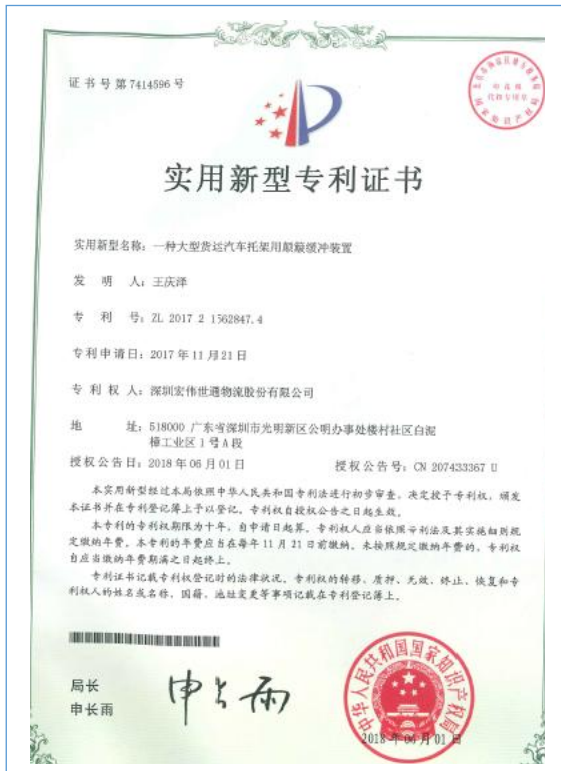 证书号第7414596号
实用新型专利证书
实用新型名称：一种大型货运汽车托架用颠簸缓冲装置
发 明 人：王庆泽
专 利 号：ZL 2017 2 1562847.4
专利申请日：2017年11月21日
专 利 权 人：深圳宏伟世通物流股份有限公司
地 址：518000 广东省深圳市光明新区公明办事处楼村社区白泥
樟工业区1号A段
授权公告日：2018年06月01日 授权公告号：CN 207433367 U
本实用新型经过本局依照中华人民共和国专利法进行初步审查，决定授予专利权，颁发
本证书并在专利登记簿上予以登记。专利权自授权公告之日起生效。
本专利的专利权期限为十年，自申请日起算。专利权人应当依照专利法及其实施细则规
定缴纳年费。本专利的年费应当在每年11月21日前缴纳。未按照规定缴纳年费的，专利权
自应当缴纳年费期满之日起终止。
专利证书记载专利权登记时的法律状况。专利权的转移、质押、无效、终止、恢复和专
利权人的姓名或名称、国籍、地址变更等事项记载在专利登记簿上。
局长
申长雨
申长雨
中华人民共和国国家知识产权局
2018年06月01日